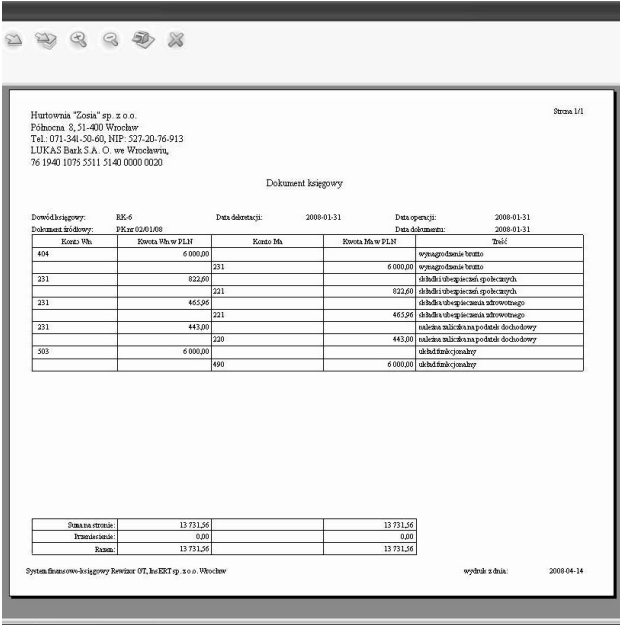 Strona 1/1
Hurtownia "Zosia" sp. z o.o.
Północna 8, 51-400 Wrocław
Tel.: 071-341-50-60, NIP: 527-20-76-913
LUKAS Bank S.A. O. we Wrocławiu,
76 1940 1076 5511 5140 0000 0020
Dokument księgowy
Dowód księgowy: RK-6 Data dekretacji: 2008-01-31 Data operacji: 2008-01-31
Dokument źródłowy: PK nr 02/01/08 Data dokumentu: 2008-01-31
Konto Wn Kwota Wn w PLN Konto Ma Kwota Ma w PLN Treść
404 6 000,00 wynagrodzenie brutto
231 6 000,00 wynagrodzenie brutto
231 822,60 składki ubezpieczeń społecznych
221 822,60 składki ubezpieczeń społecznych
231 465,96 składka ubezpieczenia zdrowotnego
221 465,96 składka ubezpieczenia zdrowotnego
231 443,00 należna zaliczka na podatek dochodowy
220 443,00 należna zaliczka na podatek dochodowy
503 6 000,00 układ funkcjonalny
490 6 000,00 układ funkcjonalny
Suma na stronie: 13 731,56 13 731,56
Przeniesienie: 0,00 0,00
Razem: 13 731,56 13 731,56
System finansowo-księgowy Rewizor GT, InsERT sp. z o.o. Wrocław wydruk z dnia: 2008-04-14